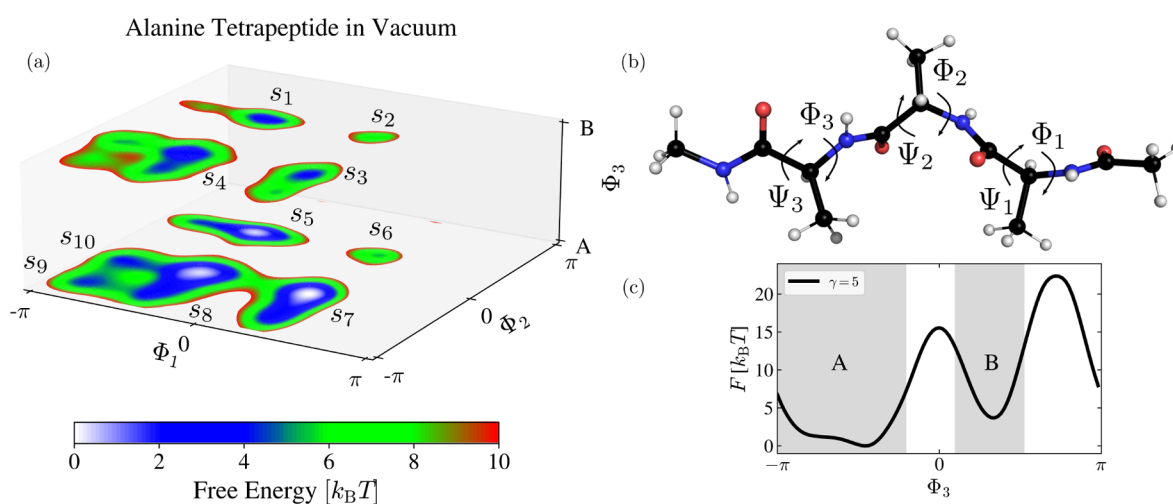 Alanine Tetrapeptide in Vacuum
(a)
s₁
s₂
s₃
s₄
s₅
s₆
s₁₀
s₉
s₈
s₇
B
Φ₃
A
π
0
Φ₂
-π
-π
0
Φ₁
π
0 2 4 6 8 10
Free Energy [k_BT]
(b)
Φ₂
Φ₃
Φ₁
Ψ₂
Ψ₃
Ψ₁
(c)
γ = 5
20
15
10
5
0
F [k_BT]
A
B
−π 0 π
Φ₃